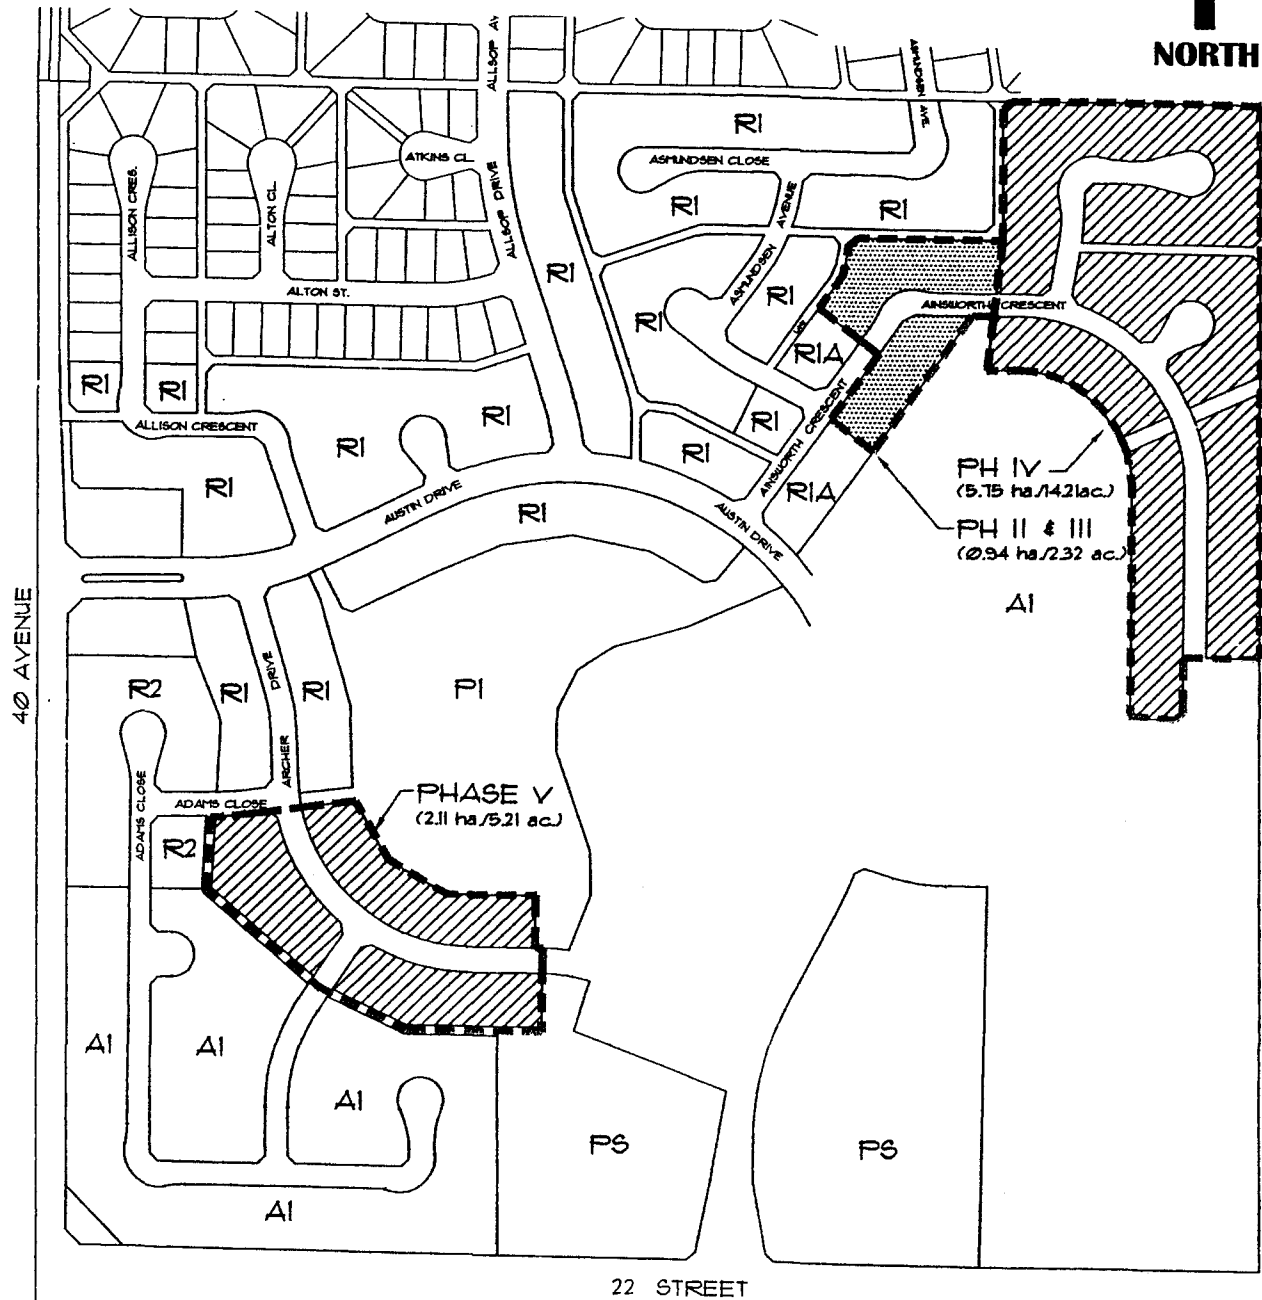 NORTH
ALLSOP AV
ASMUNDSEN AVE.
R1
ATKINS CL.
ASMUNDSEN CLOSE
ALLISON CRES.
ALTON CL.
ALLSOP DRIVE
ASMUNDSEN AVENUE
R1
R1
R1
ASMUNDSEN
ALTON ST.
R1
AINSWORTH CRESCENT
R1
R1A
R1
R1
ALLISON CRESCENT
R1
R1
R1
AINSWORTH CRESCENT
R1
R1
R1A
PH IV
(5.75 ha./14.21ac.)
AUSTIN DRIVE
R1
AUSTIN DRIVE
PH II & III
(0.94 ha./2.32 ac.)
A1
40 AVENUE
R2
R1
DRIVE
R1
P1
ARCHER
ADAMS CLOSE
ADAMS CLOSE
PHASE V
(2.11 ha./5.21 ac.)
R2
A1
A1
A1
PS
PS
A1
22 STREET